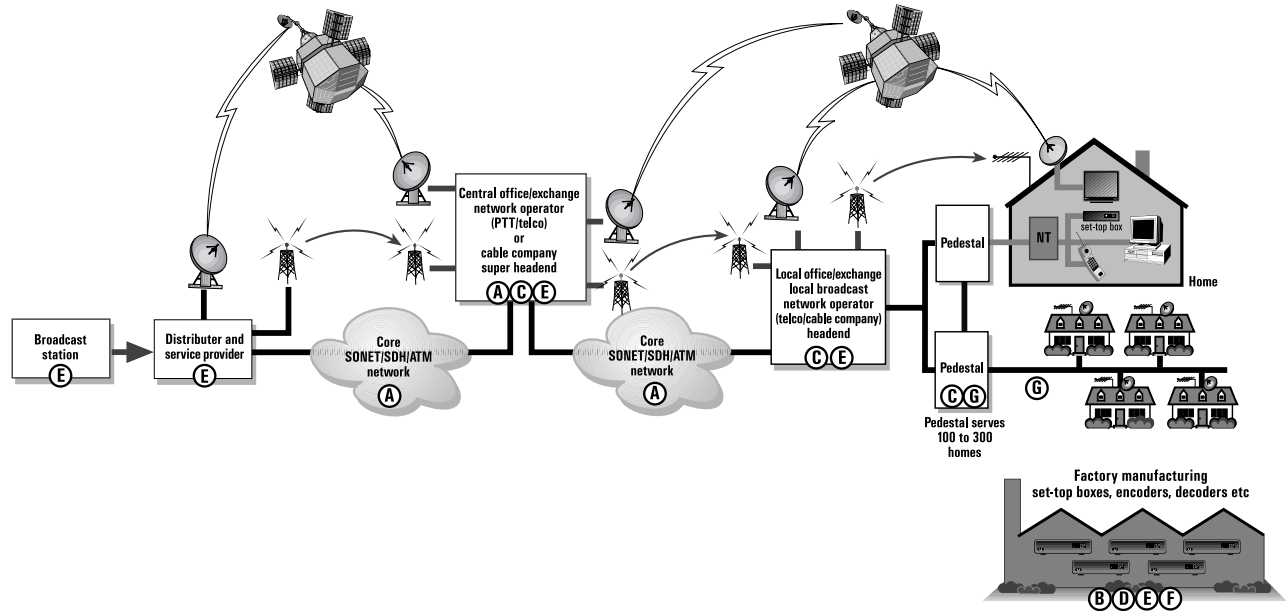 Broadcast
station
E
Distributer and
service provider
E
Core
SONET/SDH/ATM
network
A
Central office/exchange
network operator
(PTT/telco)
or
cable company
super headend
A C E
Core
SONET/SDH/ATM
network
A
Local office/exchange
local broadcast
network operator
(telco/cable company)
headend
C E
Pedestal
Pedestal
C G
Pedestal serves
100 to 300
homes
G
NT
set-top box
Home
Factory manufacturing
set-top boxes, encoders, decoders etc
B D E F